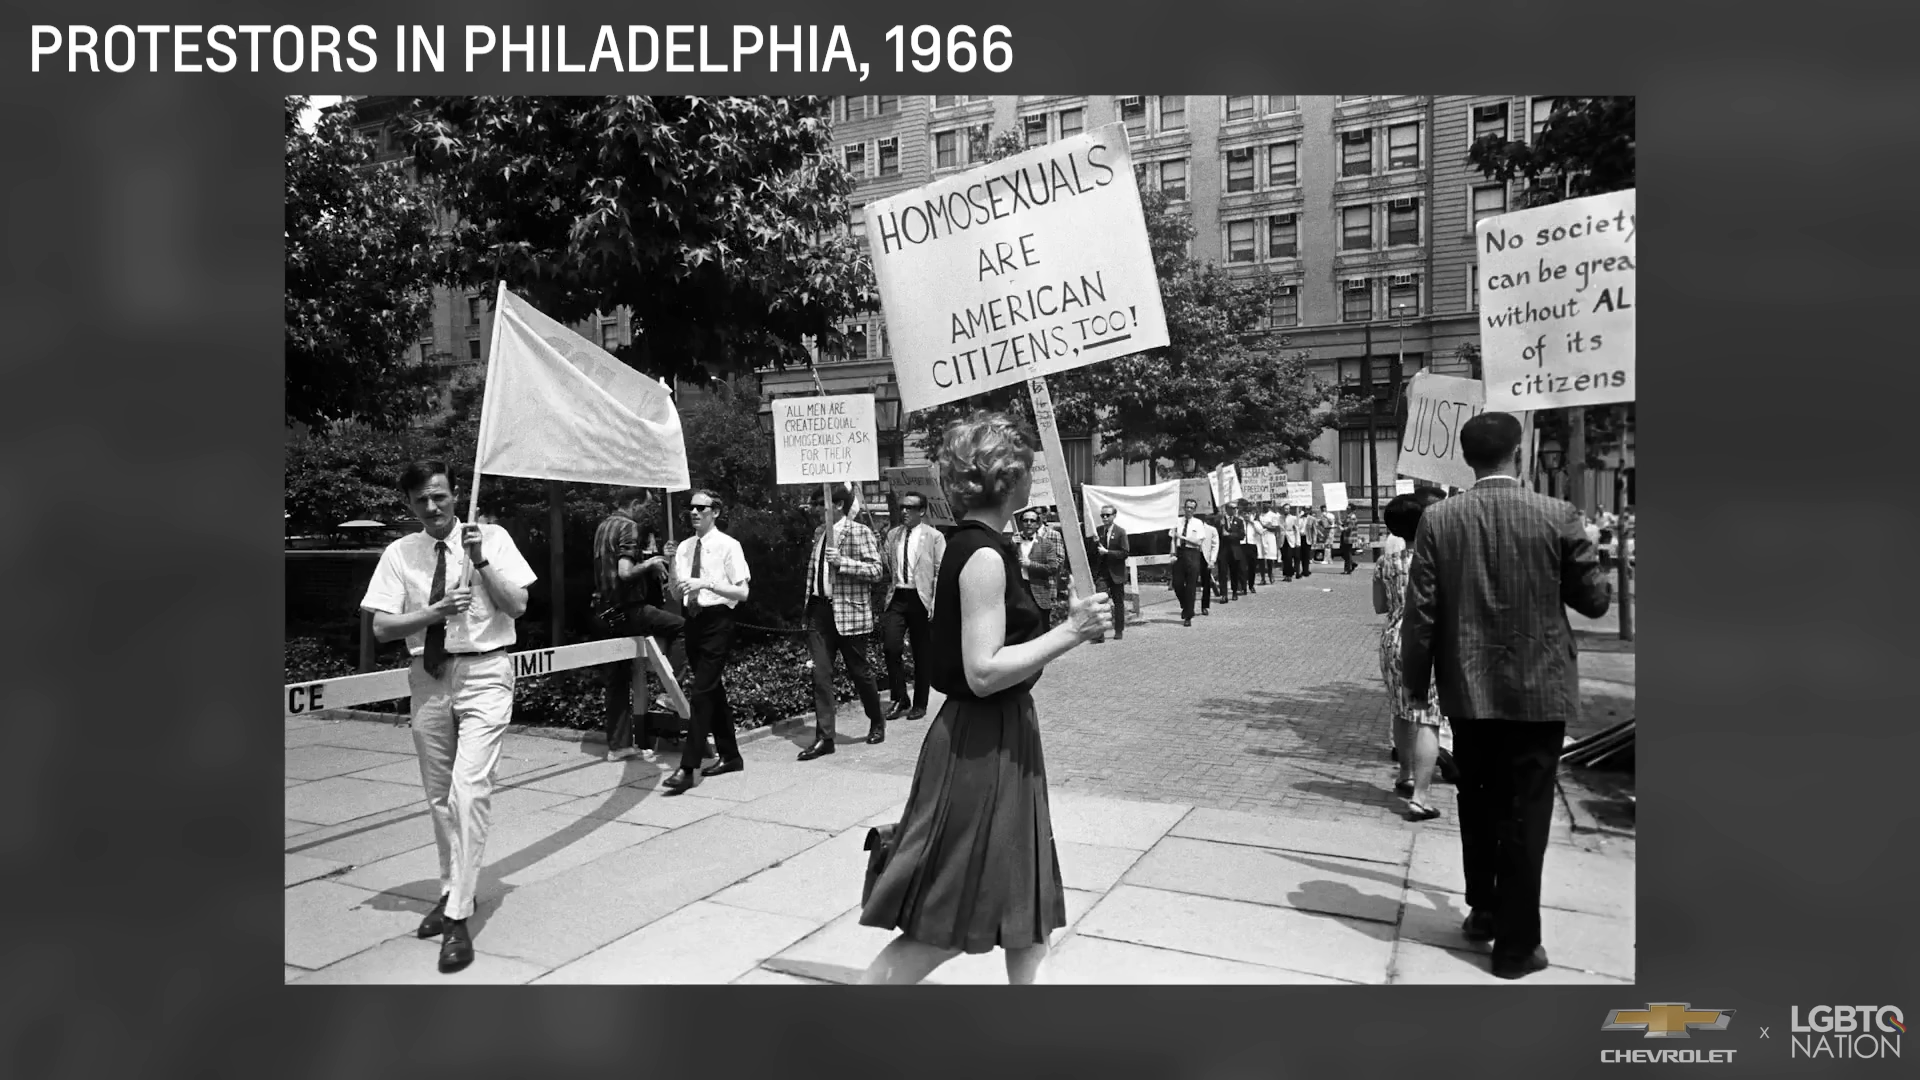 PROTESTORS IN PHILADELPHIA, 1966
HOMOSEXUALS
ARE
AMERICAN
CITIZENS, TOO!
No society
can be grea
without AL
of its
citizens
JUST
"ALL MEN ARE
CREATED EQUAL"
HOMOSEXUALS ASK
FOR THEIR
EQUALITY
CE
IMIT
CHEVROLET
x
LGBTQ
NATION